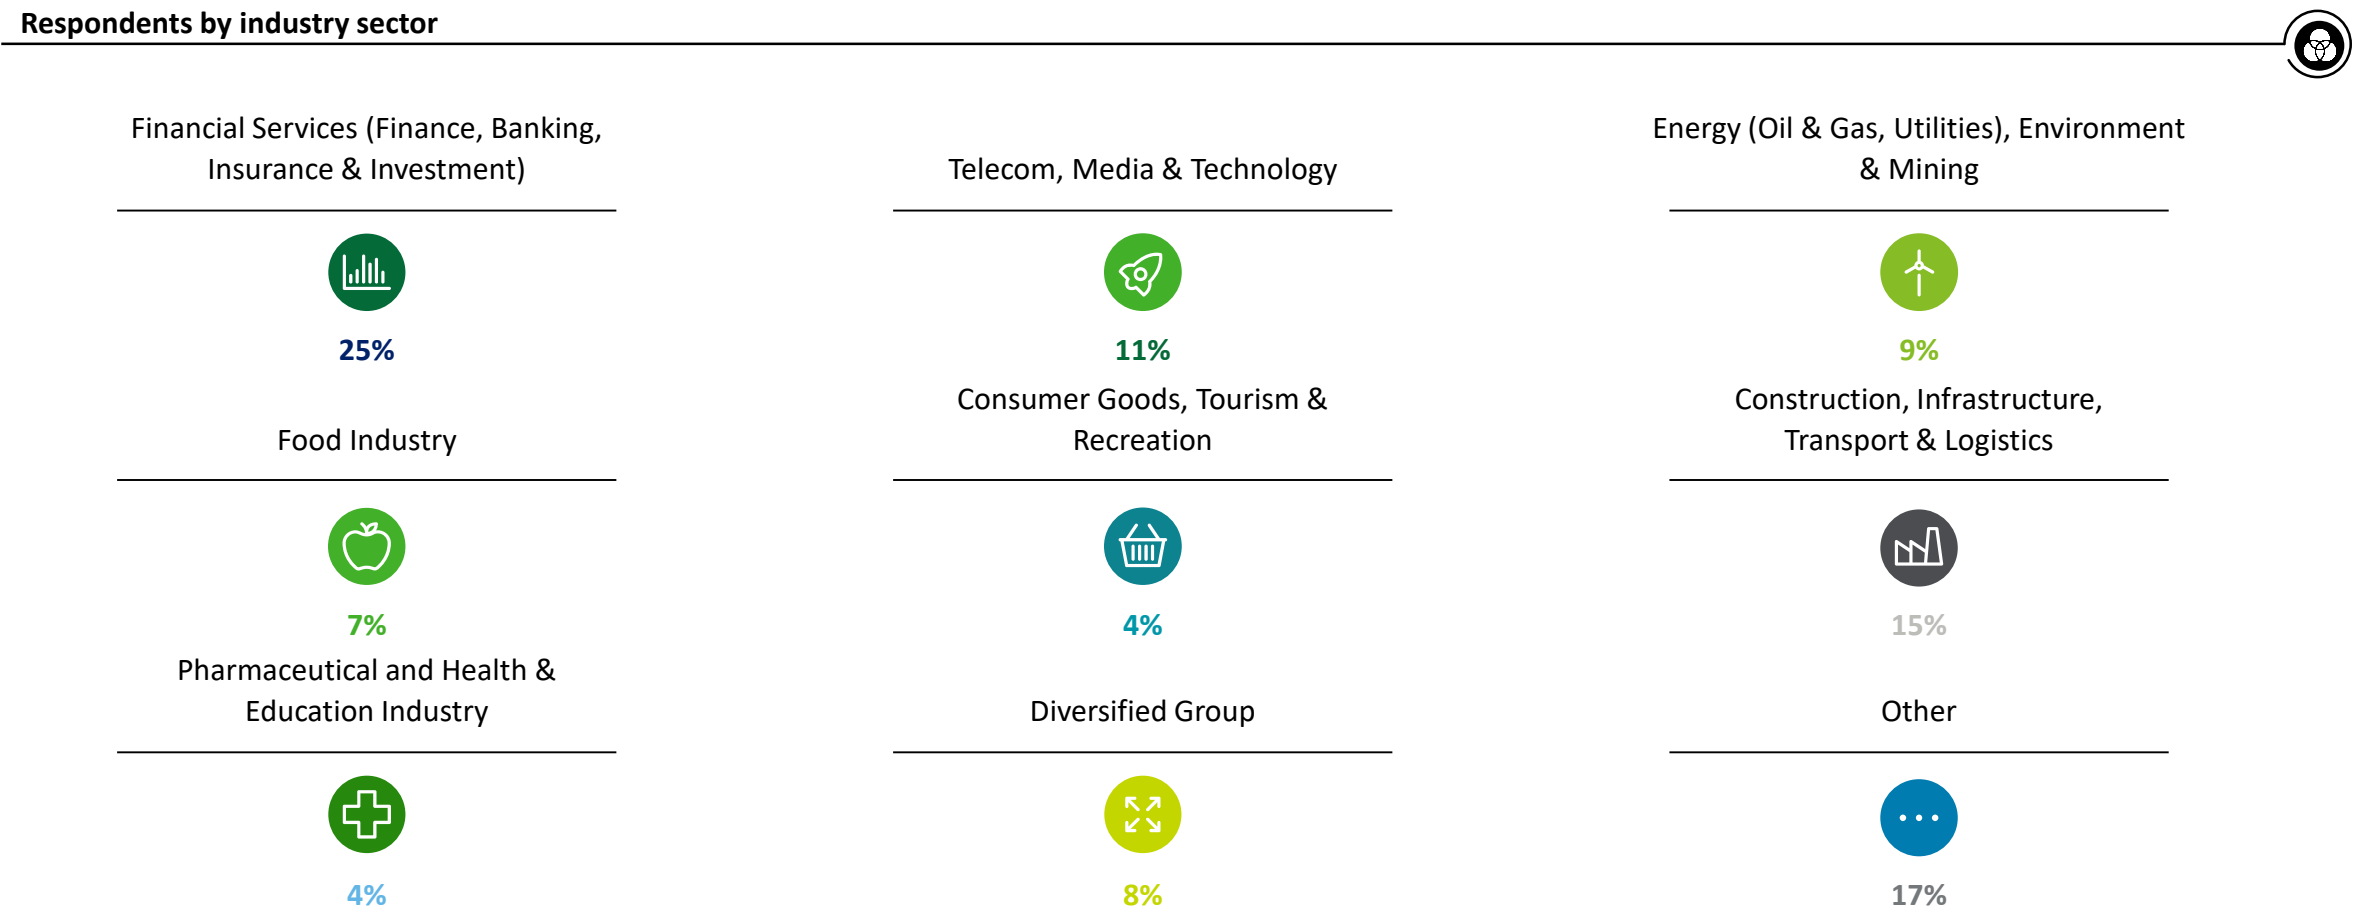 Respondents by industry sector
Financial Services (Finance, Banking,
Insurance & Investment)
25%
Telecom, Media & Technology
11%
Energy (Oil & Gas, Utilities), Environment
& Mining
9%
Food Industry
7%
Consumer Goods, Tourism &
Recreation
4%
Construction, Infrastructure,
Transport & Logistics
15%
Pharmaceutical and Health &
Education Industry
4%
Diversified Group
8%
Other
17%